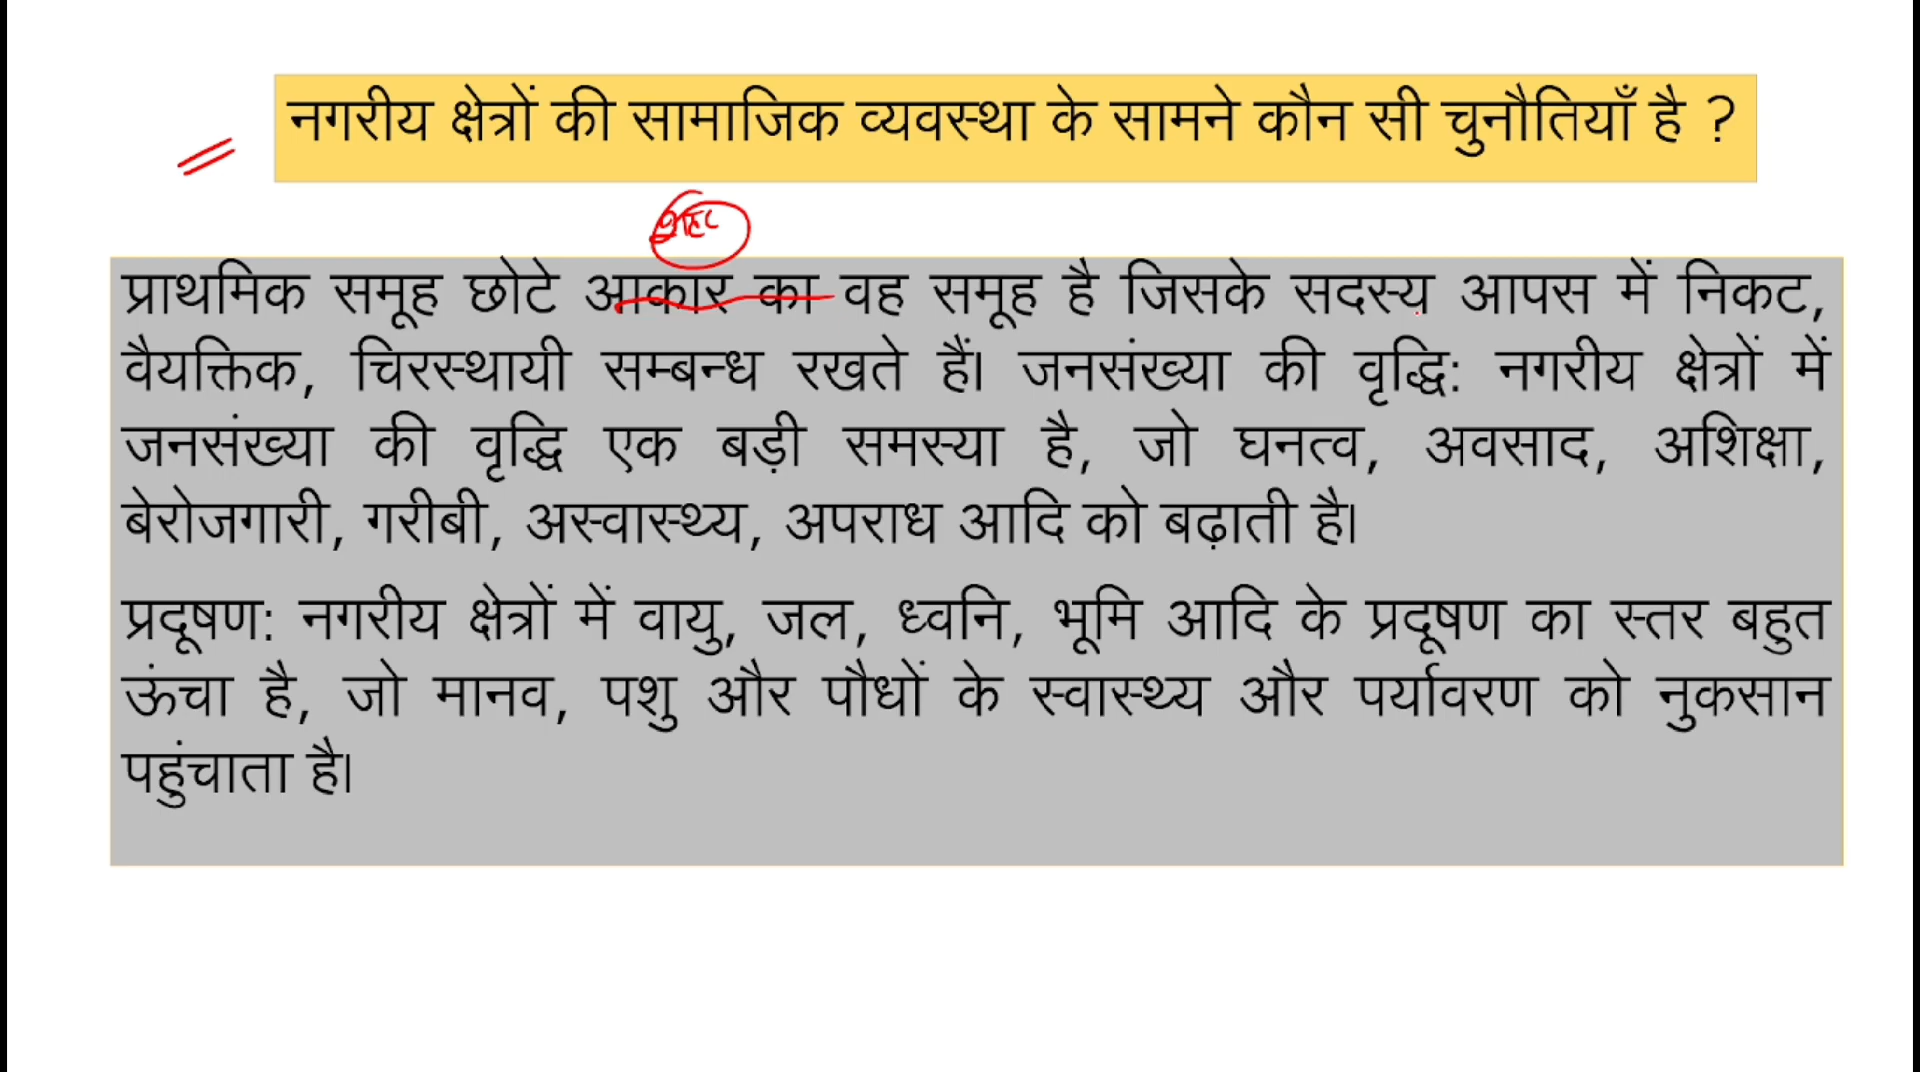 नगरीय क्षेत्रों की सामाजिक व्यवस्था के सामने कौन सी चुनौतियाँ है ?
प्राथमिक समूह छोटे आकार का वह समूह है जिसके सदस्य आपस में निकट,
वैयक्तिक, चिरस्थायी सम्बन्ध रखते हैं। जनसंख्या की वृद्धि: नगरीय क्षेत्रों में
जनसंख्या की वृद्धि एक बड़ी समस्या है, जो घनत्व, अवसाद, अशिक्षा,
बेरोजगारी, गरीबी, अस्वास्थ्य, अपराध आदि को बढ़ाती है।
प्रदूषण: नगरीय क्षेत्रों में वायु, जल, ध्वनि, भूमि आदि के प्रदूषण का स्तर बहुत
ऊंचा है, जो मानव, पशु और पौधों के स्वास्थ्य और पर्यावरण को नुकसान
पहुंचाता है।